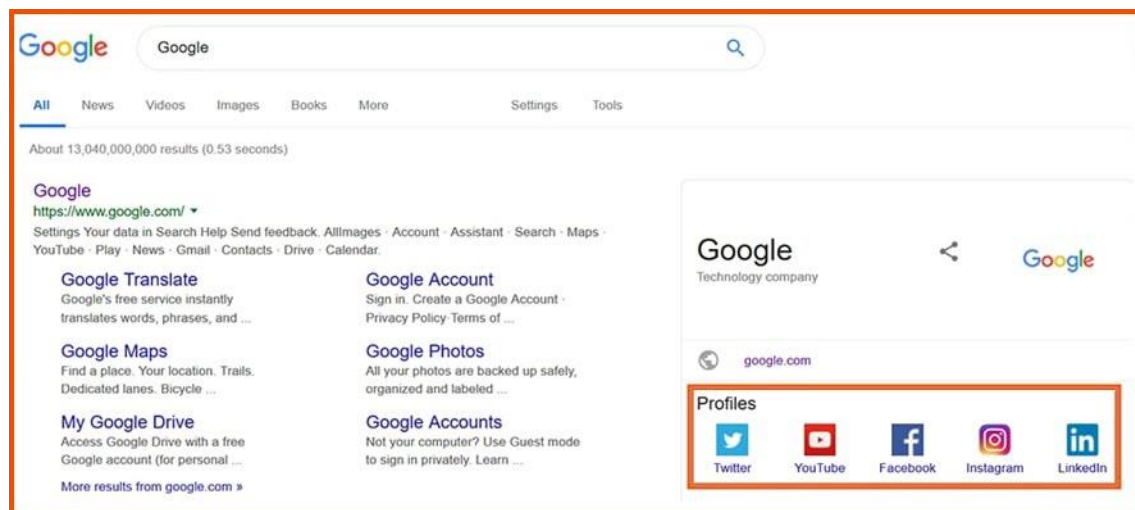 Google
Google
All News Videos Images Books More Settings Tools
About 13,040,000,000 results (0.53 seconds)
Google
https://www.google.com/
Settings Your data in Search Help Send feedback. AllImages · Account · Assistant · Search · Maps ·
YouTube · Play · News · Gmail · Contacts · Drive · Calendar.
Google Translate
Google's free service instantly
translates words, phrases, and ...
Google Account
Sign in. Create a Google Account ·
Privacy Policy·Terms of ...
Google Maps
Find a place. Your location. Trails.
Dedicated lanes. Bicycle ...
Google Photos
All your photos are backed up safely,
organized and labeled ...
My Google Drive
Access Google Drive with a free
Google account (for personal ...
Google Accounts
Not your computer? Use Guest mode
to sign in privately. Learn ...
More results from google.com »
Google
Technology company
Google
google.com
Profiles
Twitter YouTube Facebook Instagram LinkedIn